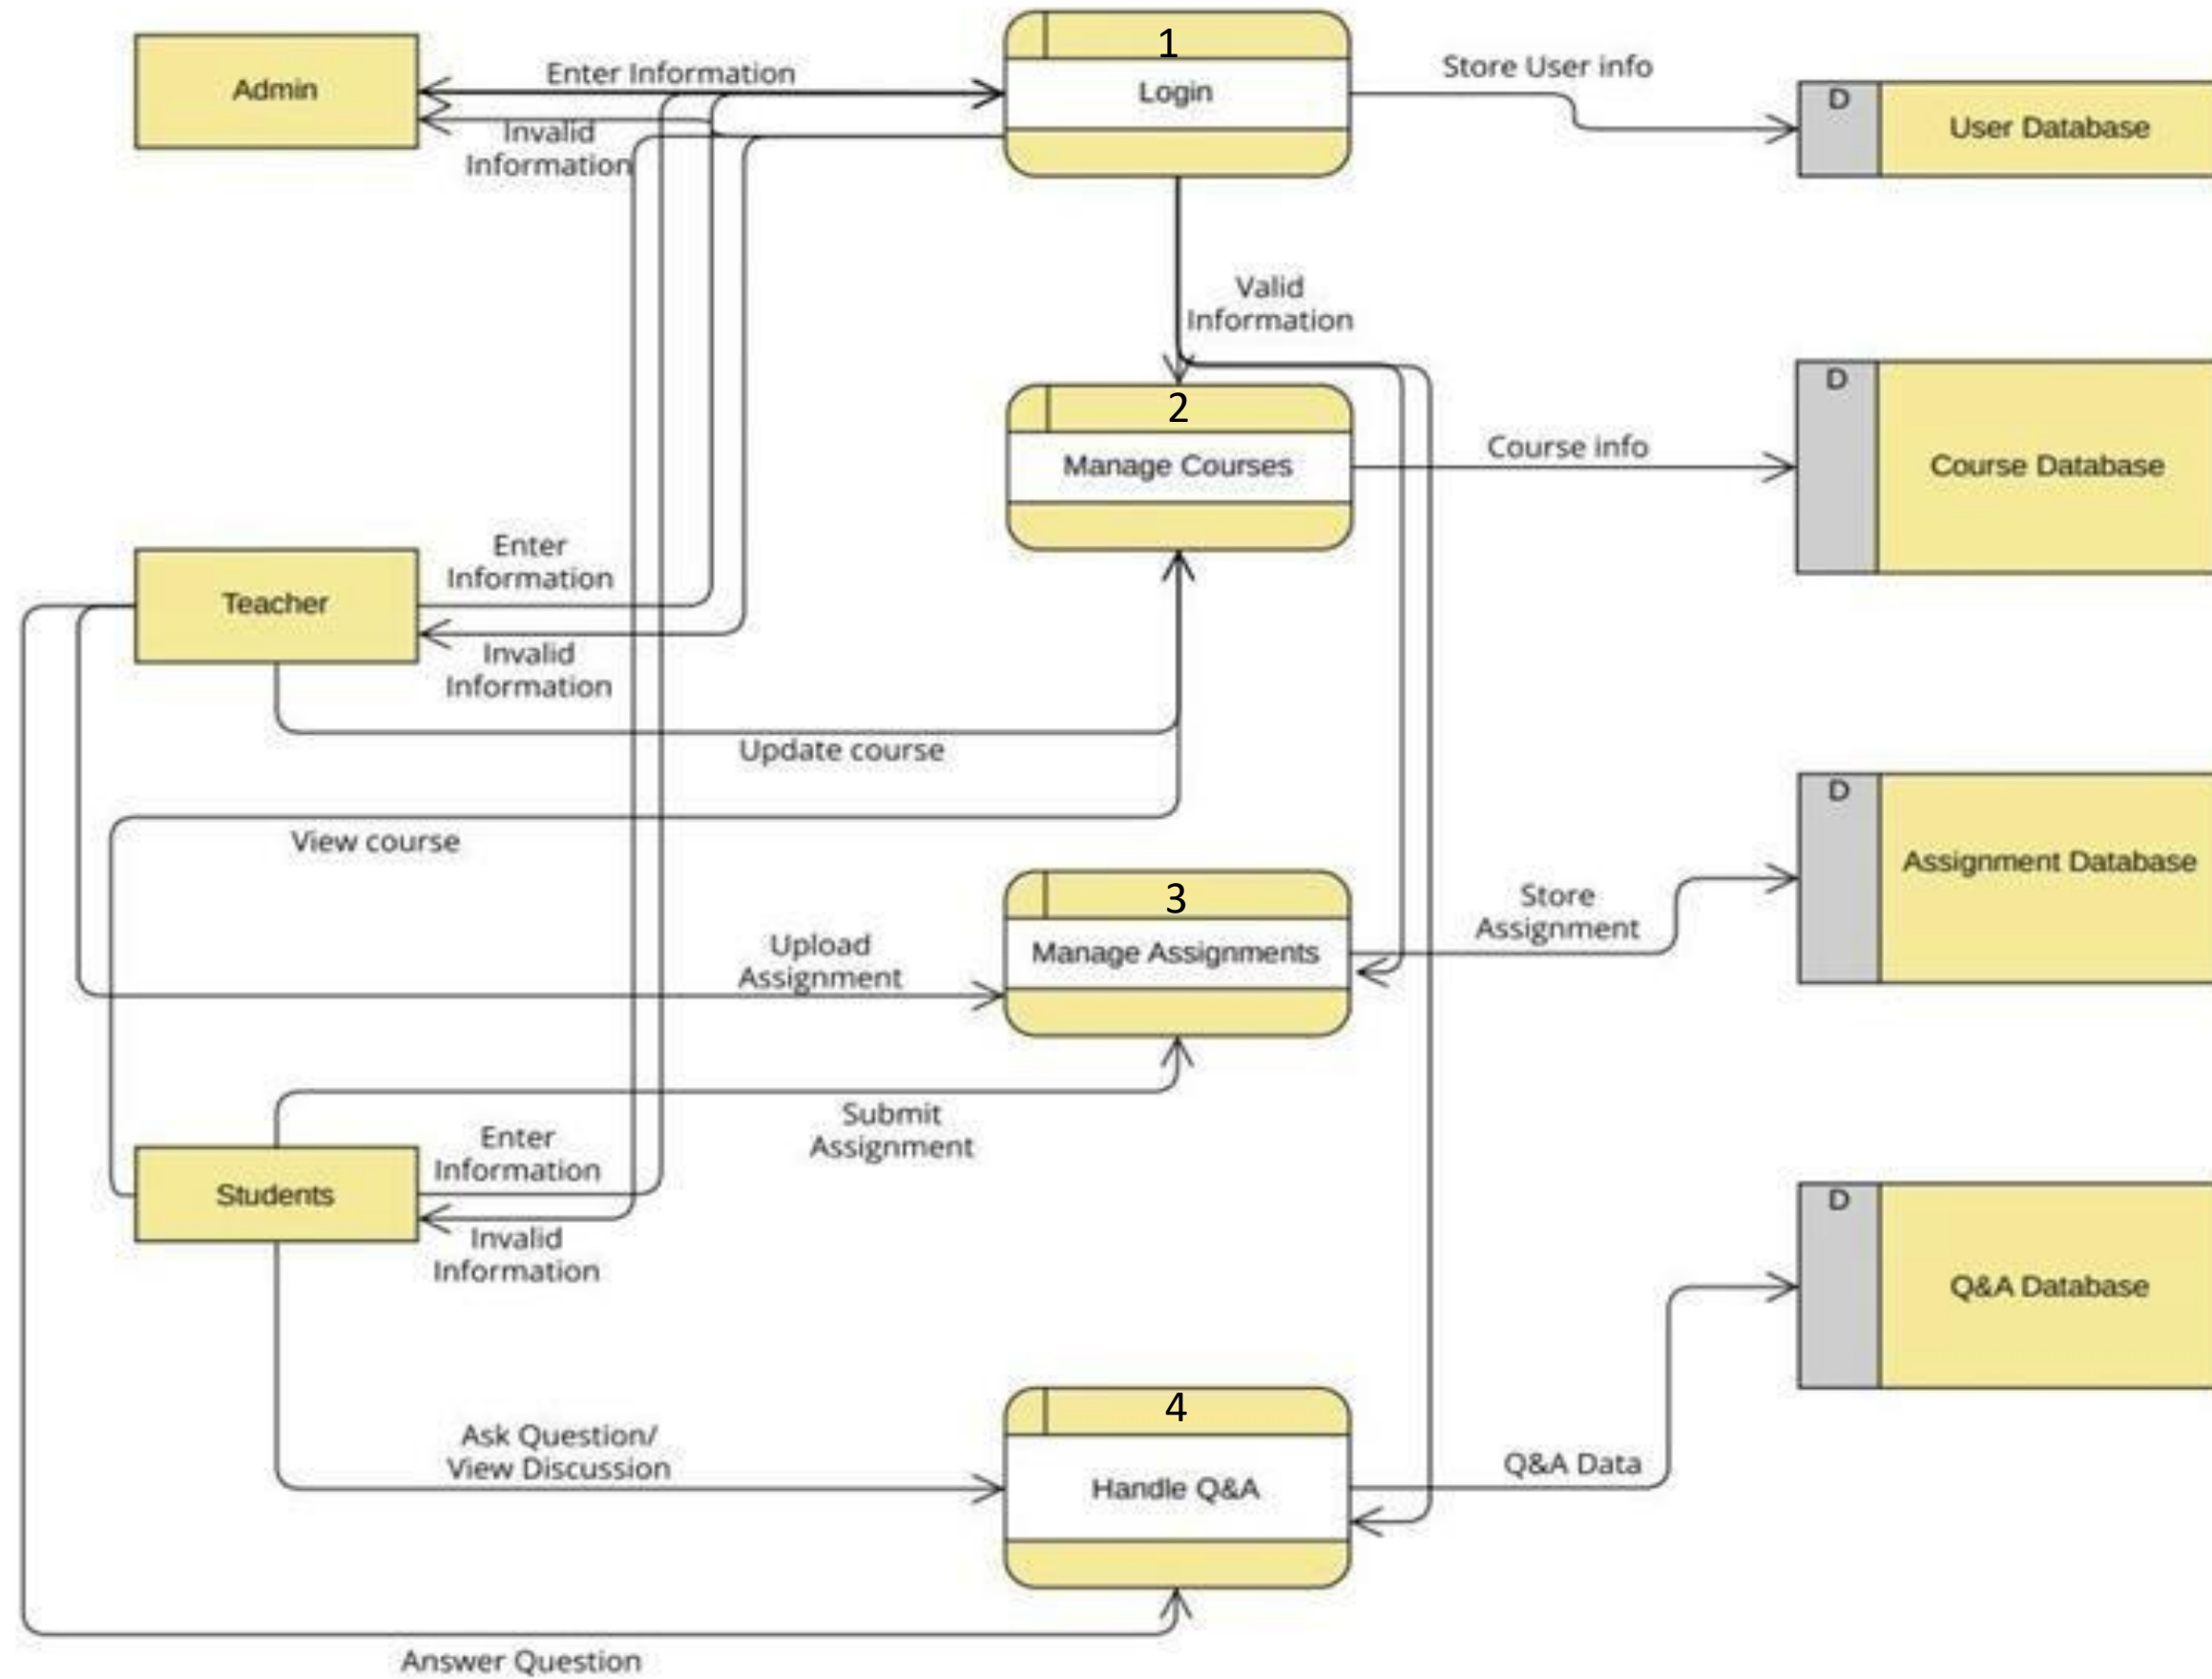 1
Admin
Enter Information
Login
Store User info
D
User Database
Invalid
Information
Valid
Information
2
Manage Courses
Course info
D
Course Database
Enter
Information
Teacher
Invalid
Information
Update course
View course
3
Manage Assignments
Upload
Assignment
Store
Assignment
D
Assignment Database
Submit
Assignment
Enter
Information
Students
Invalid
Information
D
Q&A Database
4
Ask Question/
View Discussion
Handle Q&A
Q&A Data
Answer Question